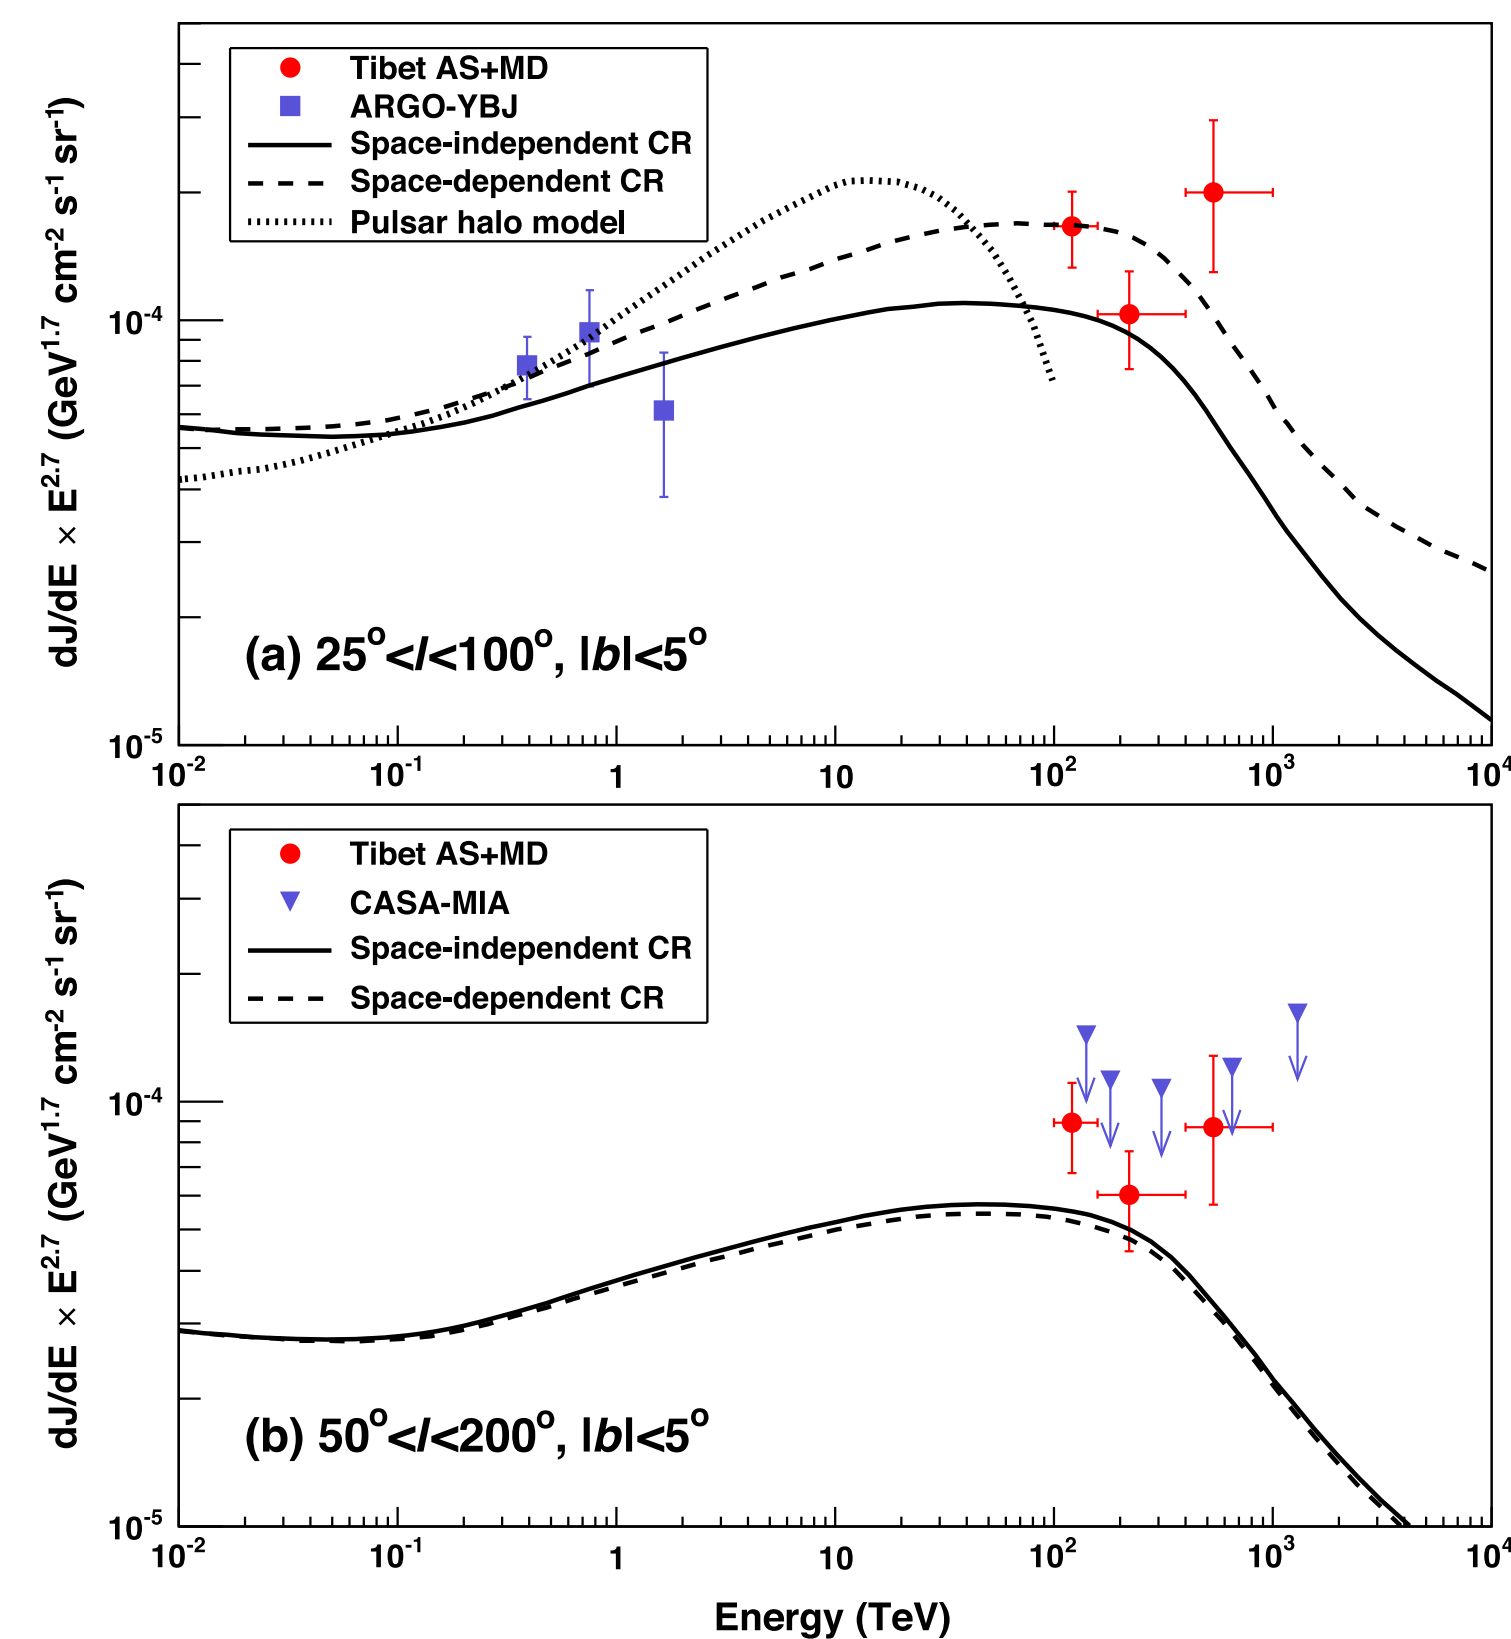 Tibet AS+MD
ARGO-YBJ
Space-independent CR
Space-dependent CR
Pulsar halo model
dJ/dE × E^2.7 (GeV^1.7 cm^-2 s^-1 sr^-1)
10^-4
10^-5
(a) 25°<l<100°, |b|<5°
10^-2 10^-1 1 10 10^2 10^3 10^4
Tibet AS+MD
CASA-MIA
Space-independent CR
Space-dependent CR
dJ/dE × E^2.7 (GeV^1.7 cm^-2 s^-1 sr^-1)
10^-4
10^-5
(b) 50°<l<200°, |b|<5°
10^-2 10^-1 1 10 10^2 10^3 10^4
Energy (TeV)